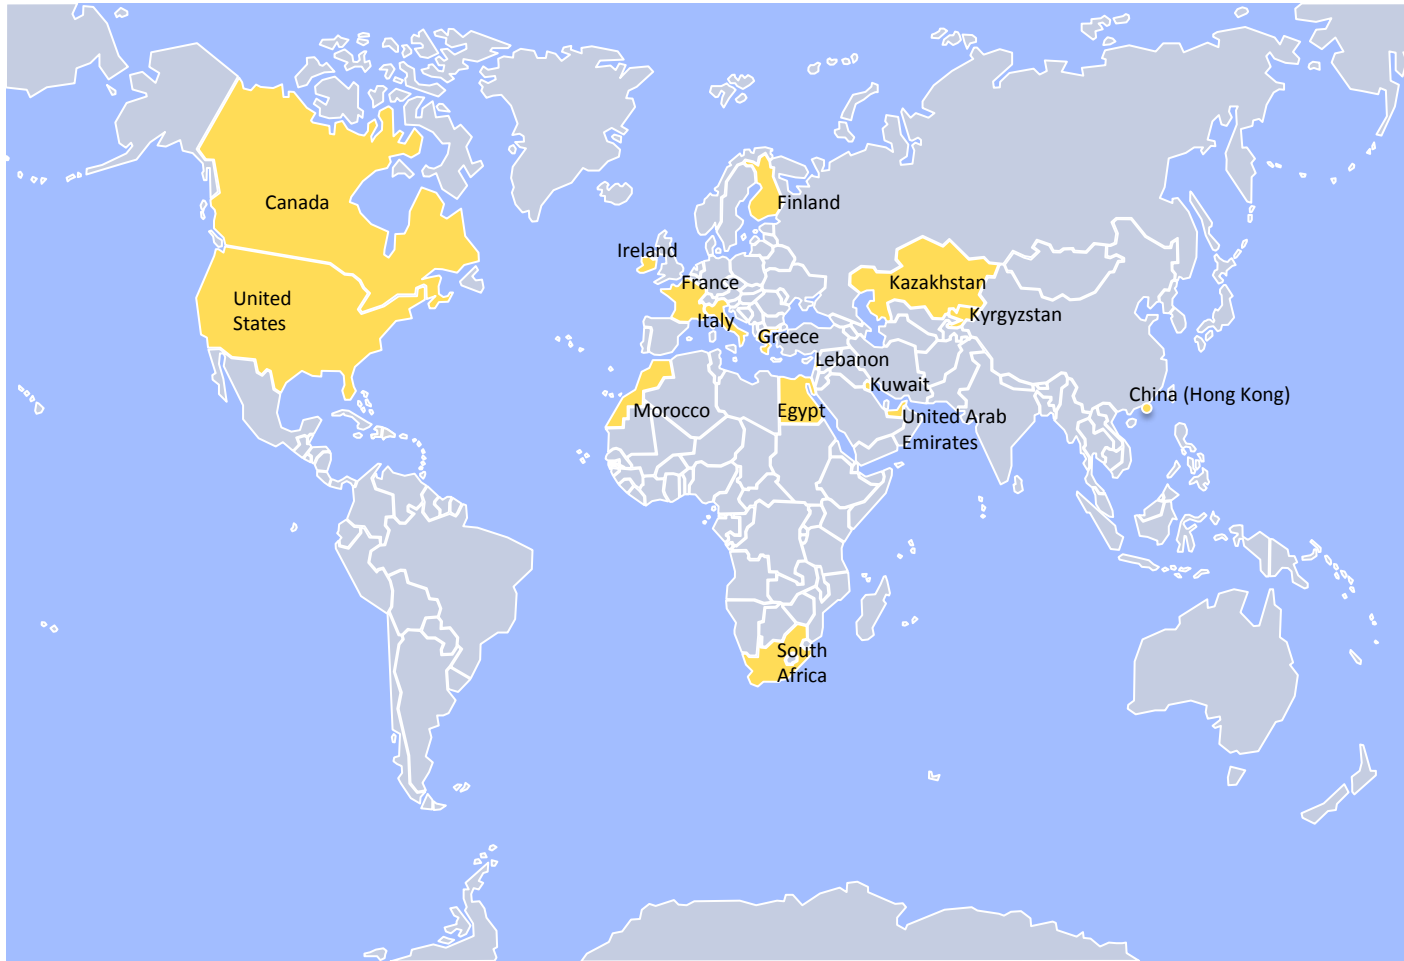 Canada
Finland
Ireland
France
Kazakhstan
United
States
Italy
Kyrgyzstan
Greece
Lebanon
Kuwait
China (Hong Kong)
Morocco
Egypt
United Arab
Emirates
South
Africa